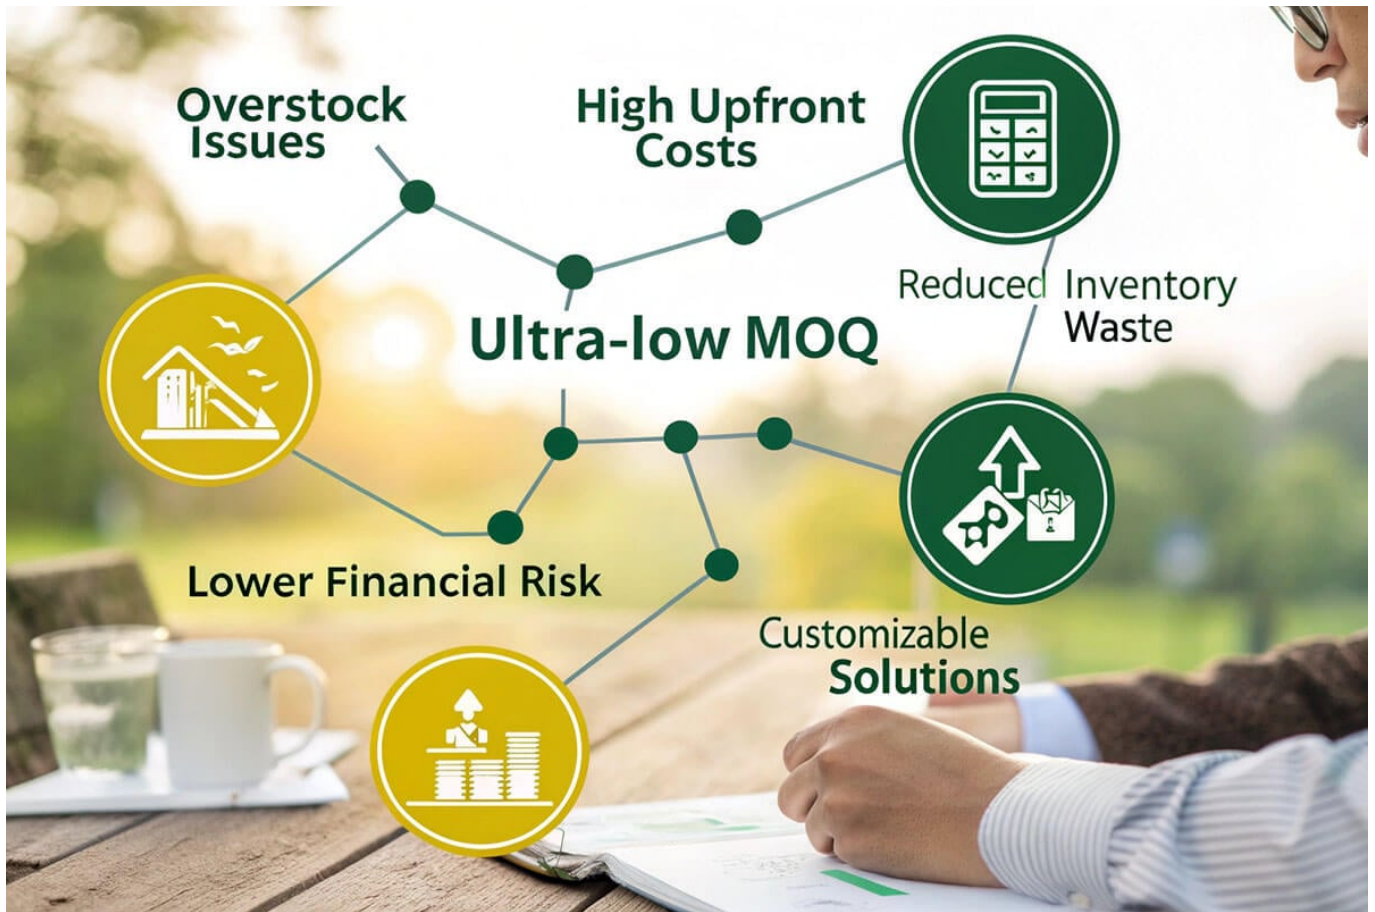 Overstock
Issues
High Upfront
Costs
Reduced Inventory
Waste
Ultra-low MOQ
Lower Financial Risk
Customizable
Solutions